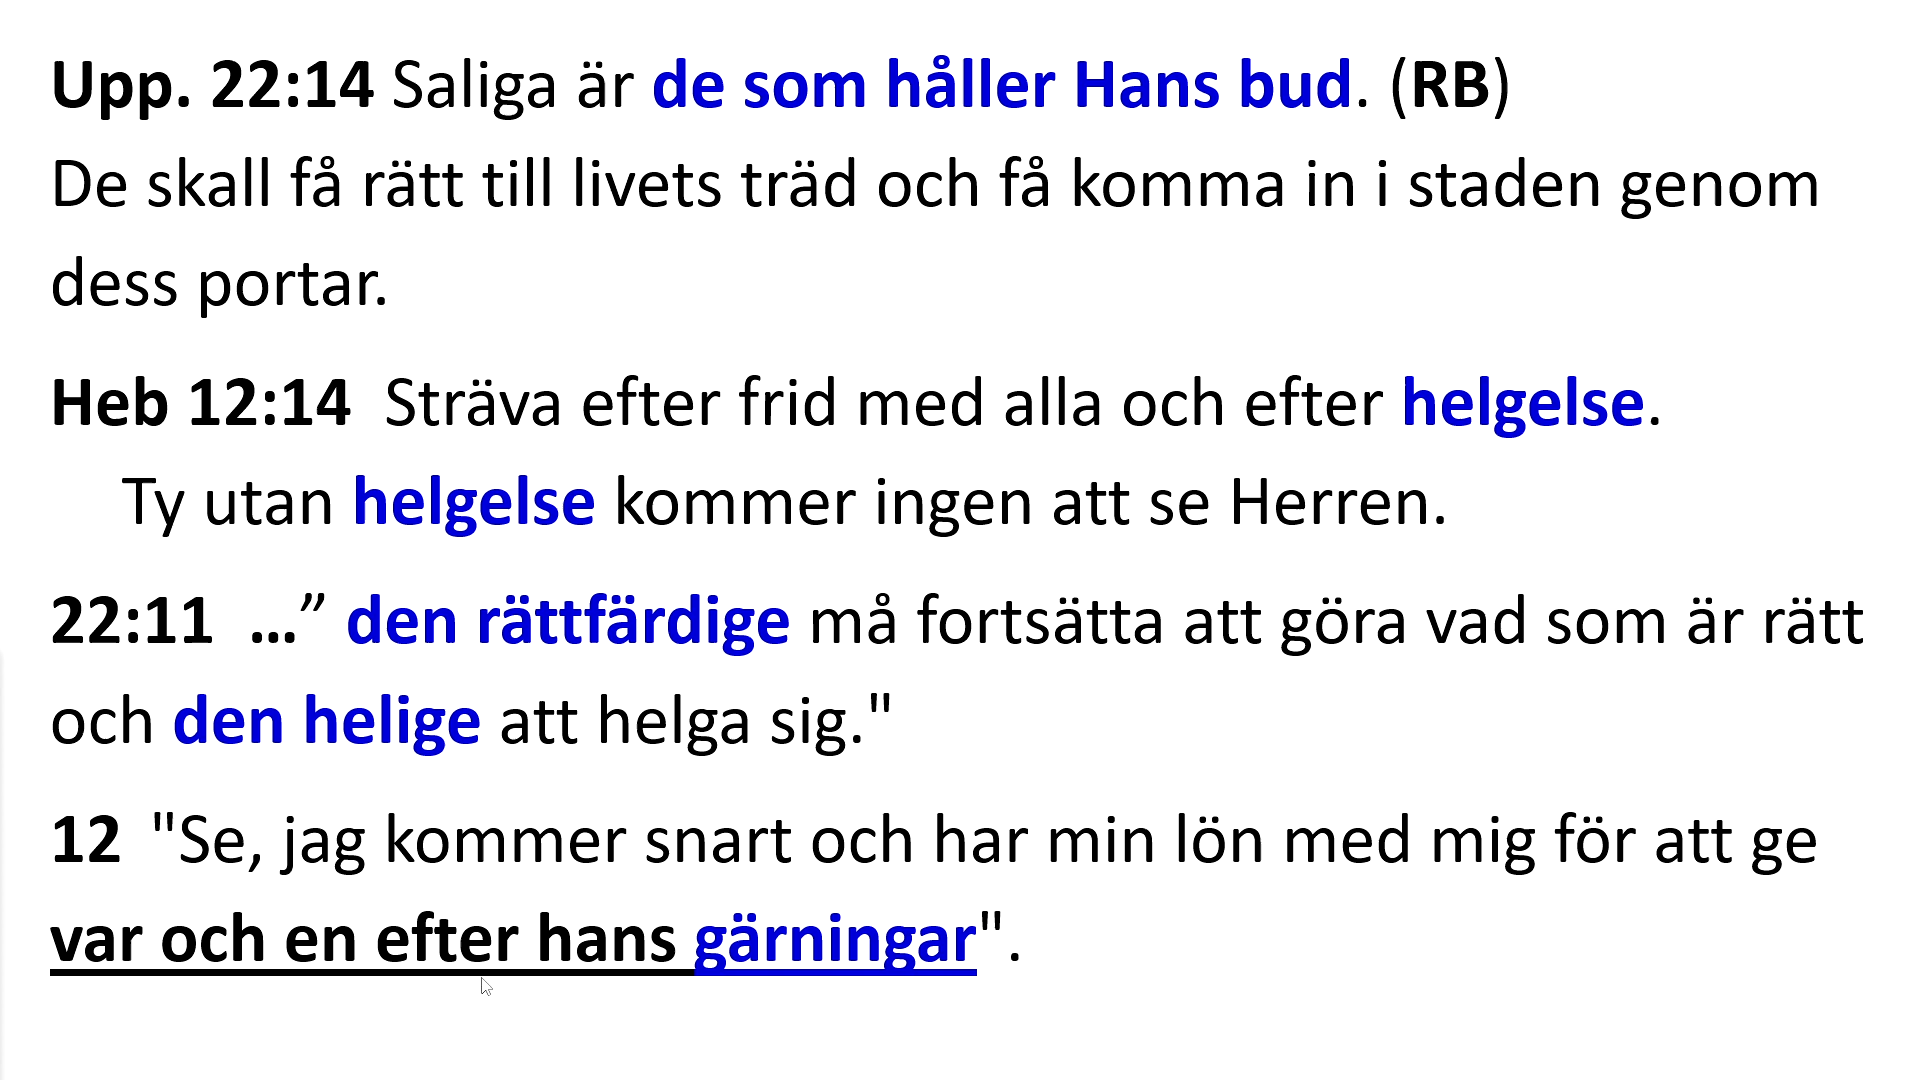 Upp. 22:14 Saliga är de som håller Hans bud. (RB)
De skall få rätt till livets träd och få komma in i staden genom
dess portar.
Heb 12:14  Sträva efter frid med alla och efter helgelse.
Ty utan helgelse kommer ingen att se Herren.
22:11  …” den rättfärdige må fortsätta att göra vad som är rätt
och den helige att helga sig."
12  "Se, jag kommer snart och har min lön med mig för att ge
var och en efter hans gärningar".